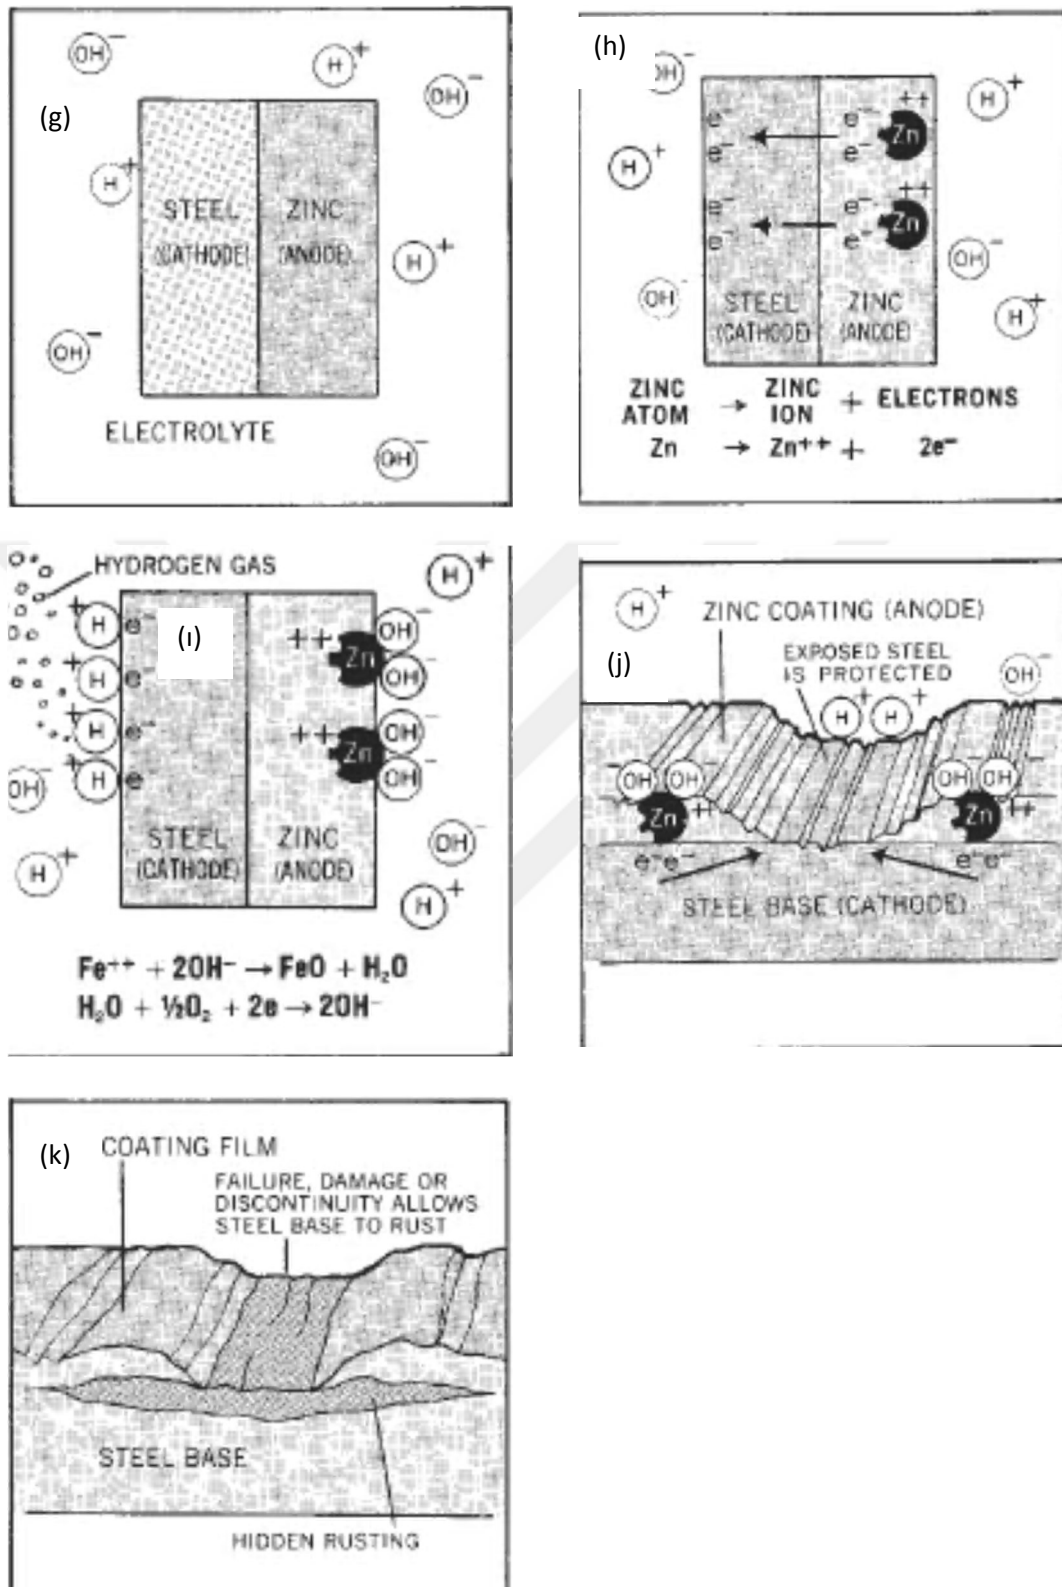 (g)
OH⁻
H⁺
OH⁻
H⁺
STEEL ZINC
(CATHODE) (ANODE)
H⁺
OH⁻
ELECTROLYTE
OH⁻
(h)
OH⁻
H⁺
H⁺
e⁻ e⁻ Zn ++
e⁻ e⁻
e⁻ e⁻ Zn ++
e⁻ e⁻
OH⁻
OH⁻
H⁺
STEEL ZINC
(CATHODE) (ANODE)
ZINC ATOM → ZINC ION + ELECTRONS
Zn → Zn⁺⁺ + 2e⁻
HYDROGEN GAS
H⁺
(ı)
H⁺ e⁻ ++ Zn OH⁻
H⁺ e⁻ OH⁻
H⁺ e⁻ ++ Zn OH⁻
H⁺ e⁻ OH⁻
OH⁻
OH⁻
H⁺
H⁺
STEEL ZINC
(CATHODE) (ANODE)
Fe⁺⁺ + 2OH⁻ → FeO + H₂O
H₂O + ½O₂ + 2e → 2OH⁻
H⁺
ZINC COATING (ANODE)
(j)
EXPOSED STEEL
IS PROTECTED
OH⁻
H⁺ H⁺
OH⁻ OH⁻ OH⁻ OH⁻
Zn ++ Zn ++
e⁻e⁻ e⁻e⁻
STEEL BASE (CATHODE)
(k)
COATING FILM
FAILURE, DAMAGE OR
DISCONTINUITY ALLOWS
STEEL BASE TO RUST
STEEL BASE
HIDDEN RUSTING